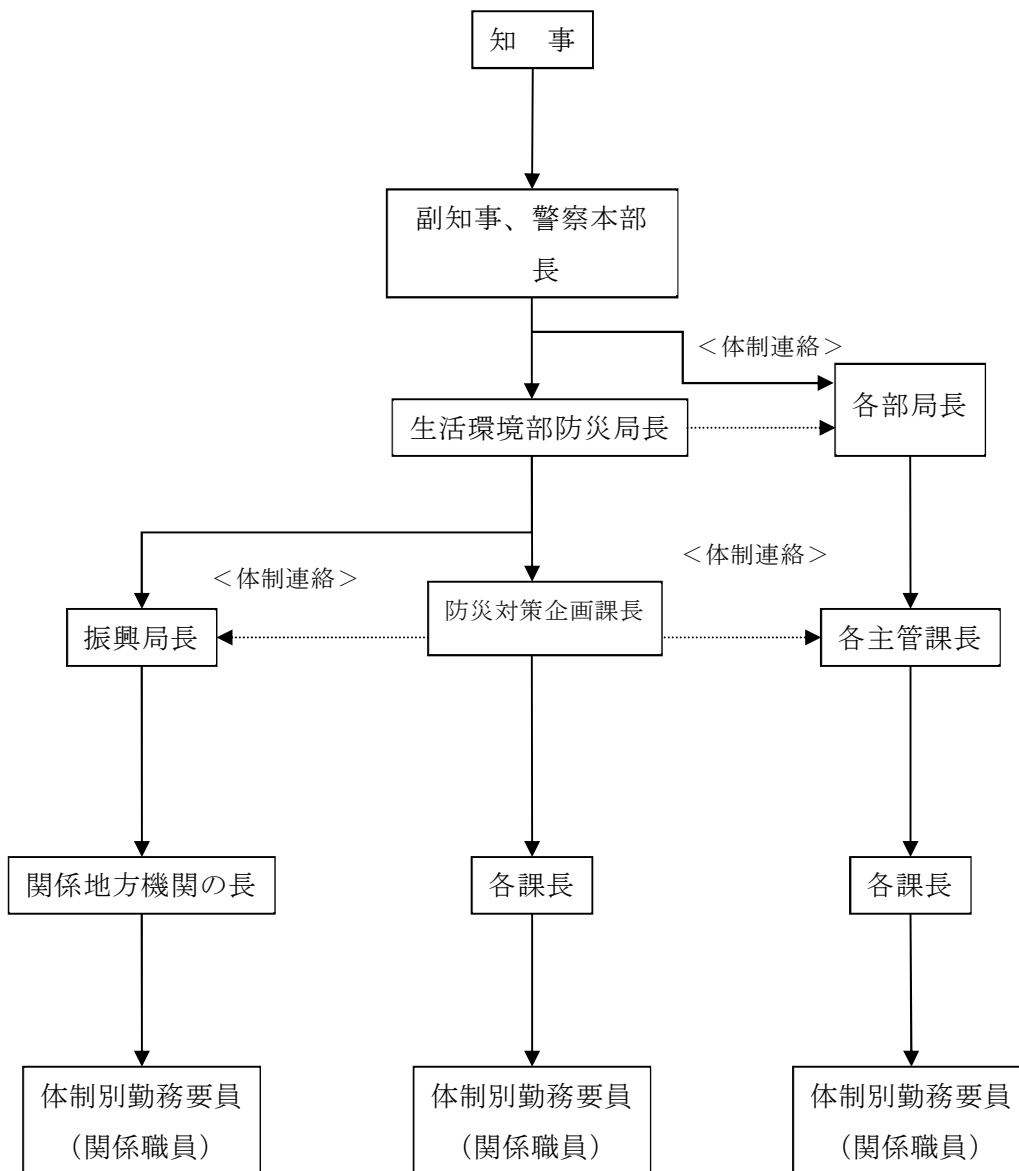 知　事
副知事、警察本部
長
＜体制連絡＞
各部局長
生活環境部防災局長
＜体制連絡＞
＜体制連絡＞
防災対策企画課長
振興局長
各主管課長
関係地方機関の長
各課長
各課長
体制別勤務要員
（関係職員）
体制別勤務要員
（関係職員）
体制別勤務要員
（関係職員）